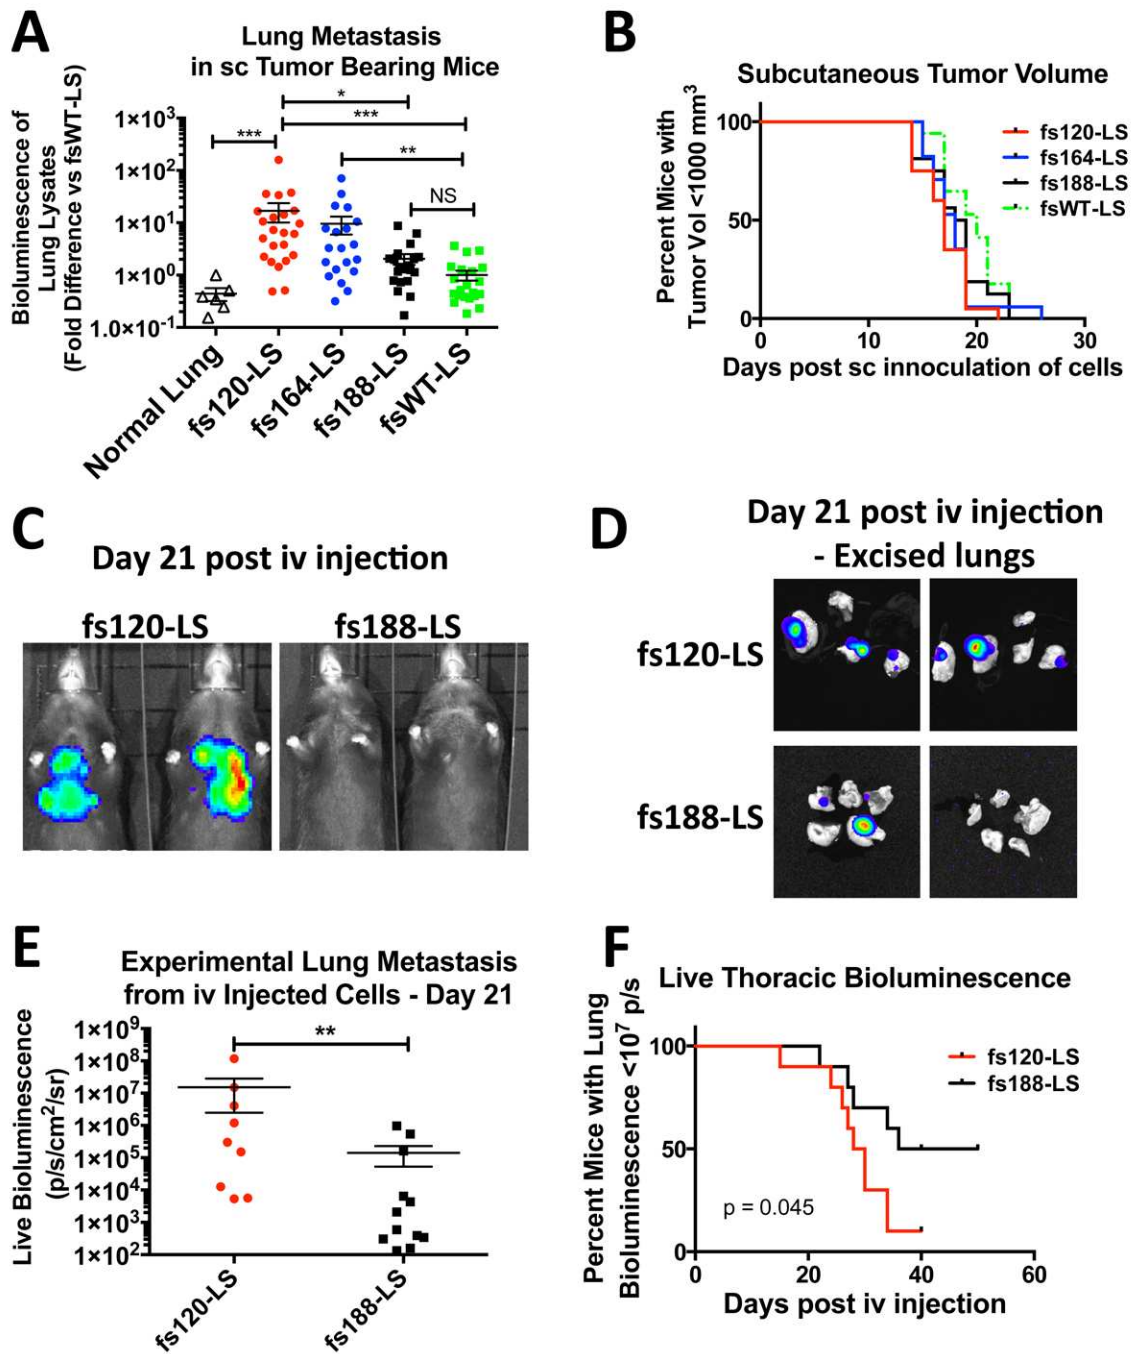 A
Lung Metastasis
in sc Tumor Bearing Mice
Bioluminescence of
Lung Lysates
(Fold Difference vs fsWT-LS)
1×10³
1×10²
1×10¹
1×10⁰
1.0×10⁻¹
***
*
***
**
NS
Normal Lung
fs120-LS
fs164-LS
fs188-LS
fsWT-LS
B
Subcutaneous Tumor Volume
Percent Mice with
Tumor Vol <1000 mm³
100
50
0
0
10
20
30
Days post sc innoculation of cells
fs120-LS
fs164-LS
fs188-LS
fsWT-LS
C
Day 21 post iv injection
fs120-LS
fs188-LS
D
Day 21 post iv injection
- Excised lungs
fs120-LS
fs188-LS
E
Experimental Lung Metastasis
from iv Injected Cells - Day 21
Live Bioluminescence
(p/s/cm²/sr)
1×10⁹
1×10⁸
1×10⁷
1×10⁶
1×10⁵
1×10⁴
1×10³
1×10²
**
fs120-LS
fs188-LS
F
Live Thoracic Bioluminescence
Percent Mice with Lung
Bioluminescence <10⁷ p/s
100
50
0
0
20
40
60
Days post iv injection
fs120-LS
fs188-LS
p = 0.045